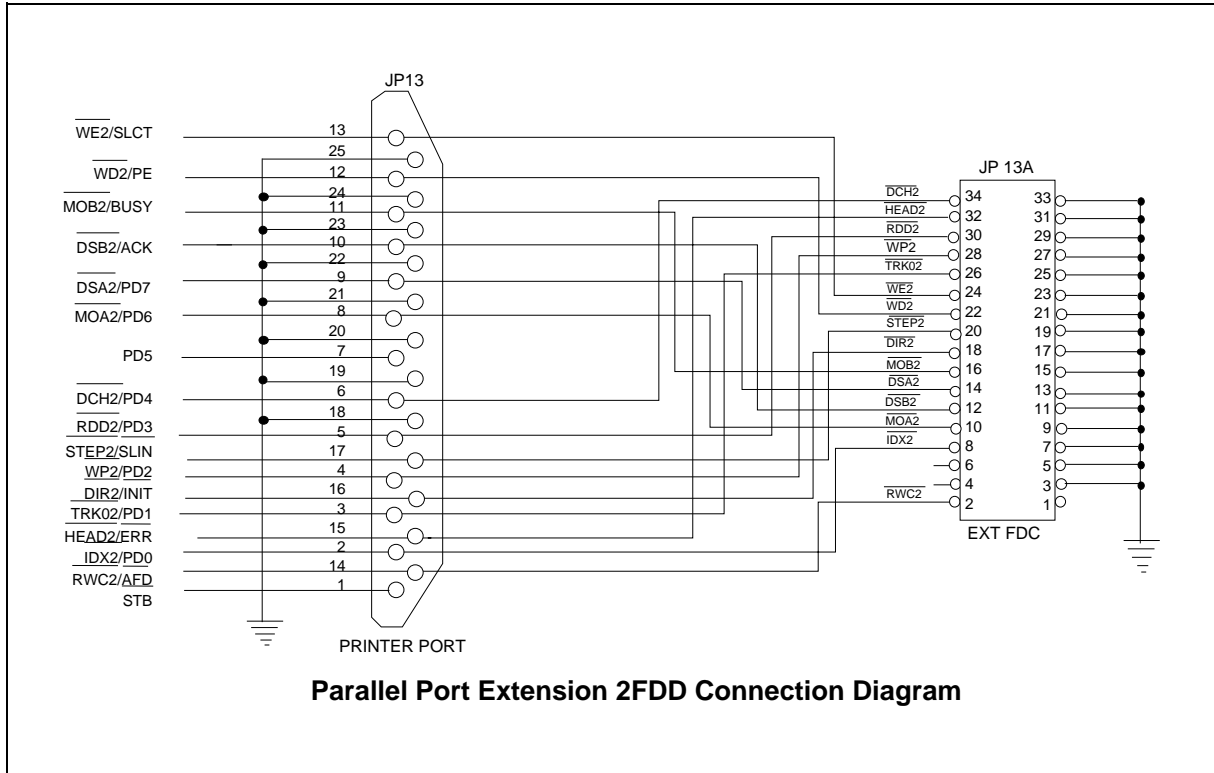 JP13
WE2/SLCT
WD2/PE
MOB2/BUSY
DSB2/ACK
DSA2/PD7
MOA2/PD6
PD5
DCH2/PD4
RDD2/PD3
STEP2/SLIN
WP2/PD2
DIR2/INIT
TRK02/PD1
HEAD2/ERR
IDX2/PD0
RWC2/AFD
STB
13
25
12
24
11
23
10
22
9
21
8
20
7
19
6
18
5
17
4
16
3
15
2
14
1
PRINTER PORT
JP 13A
DCH2
HEAD2
RDD2
WP2
TRK02
WE2
WD2
STEP2
DIR2
MOB2
DSA2
DSB2
MOA2
IDX2
RWC2
34 33
32 31
30 29
28 27
26 25
24 23
22 21
20 19
18 17
16 15
14 13
12 11
10 9
8 7
6 5
4 3
2 1
EXT FDC
Parallel Port Extension 2FDD Connection Diagram